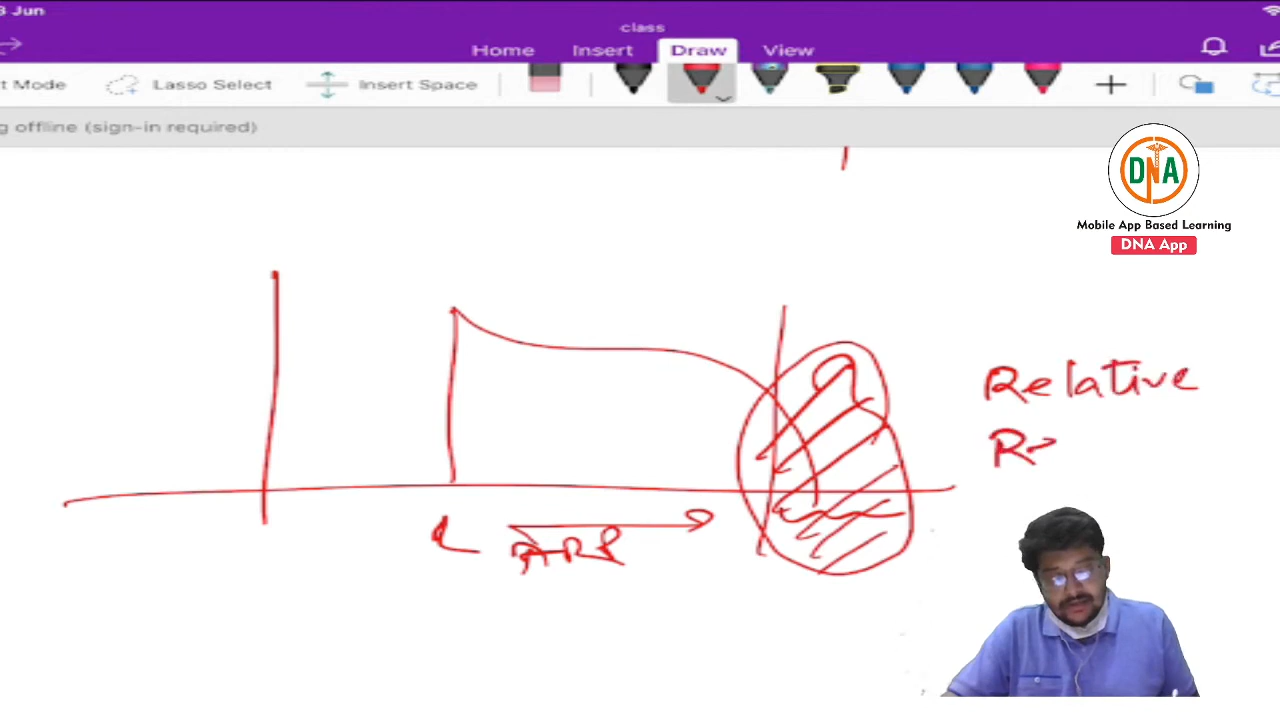 3 Jun
class
Home Insert Draw View
t Mode Lasso Select Insert Space
g offline (sign-in required)
DNA
Mobile App Based Learning
DNA App
Relative
R
ARP